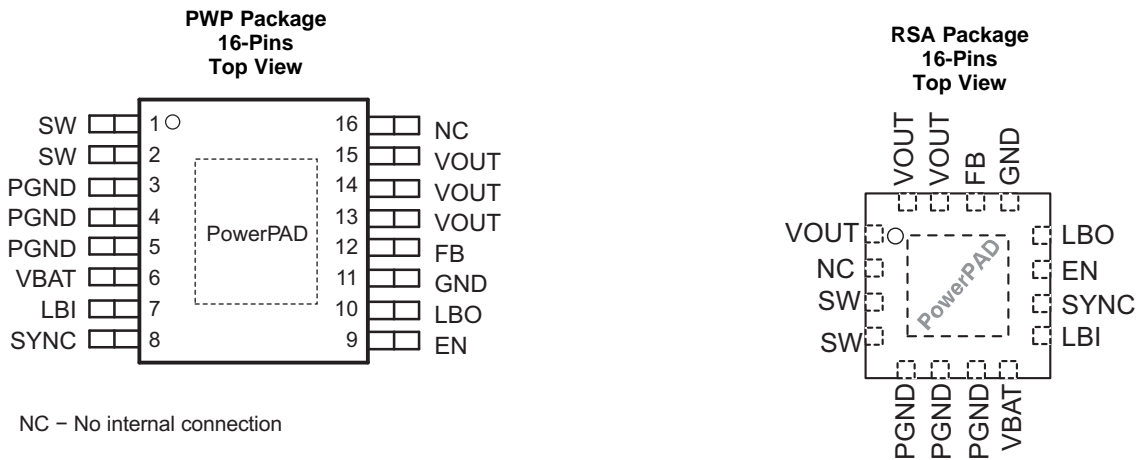 PWP Package
16-Pins
Top View
SW 1 16 NC
SW 2 15 VOUT
PGND 3 14 VOUT
PGND 4 13 VOUT
PGND 5 12 FB
VBAT 6 11 GND
LBI 7 10 LBO
SYNC 8 9 EN
PowerPAD
NC − No internal connection
RSA Package
16-Pins
Top View
VOUT
VOUT
FB
GND
VOUT
NC
SW
SW
PowerPAD
LBO
EN
SYNC
LBI
PGND
PGND
PGND
VBAT